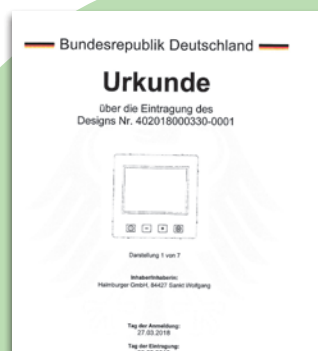 Bundesrepublik Deutschland
Urkunde
über die Eintragung des
Designs Nr. 402018000330-0001
Darstellung 1 von 7
Inhaber/Inhaberin:
Haimburger GmbH, 84427 Sankt Wolfgang
Tag der Anmeldung:
27.03.2018
Tag der Eintragung: